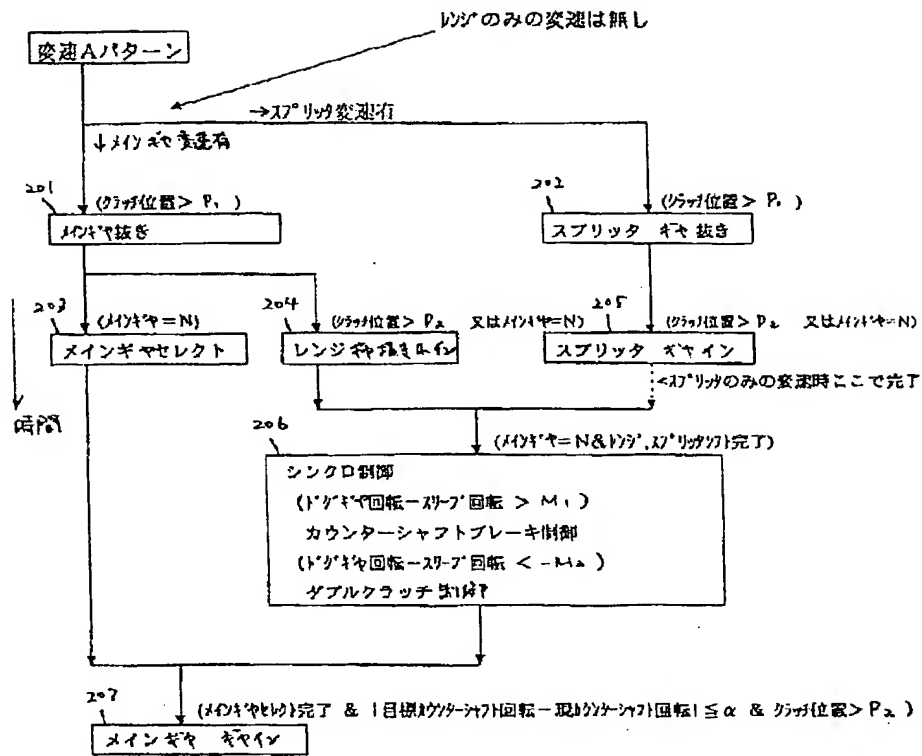 レンジのみの変速は無し
変速Aパターン
→スプリッタ変速有
↓メインギヤ変速有
201
(クラッチ位置> P₁ )
メインギヤ抜き
202
(クラッチ位置> P₁ )
スプリッタ ギヤ抜き
203
(メインギヤ=N)
メインギヤセレクト
204
(クラッチ位置> P₂ 又はメインギヤ=N)
レンジギヤ抜き&イン
205
(クラッチ位置> P₂ 又はメインギヤ=N)
スプリッタ ギヤイン
<スプリッタのみの変速時ここで完了
時間
206
(メインギヤ=N&レンジ,スプリッタシフト完了)
シンクロ制御
(ドグギヤ回転−スリーブ回転 > M₁ )
カウンターシャフトブレーキ制御
(ドグギヤ回転−スリーブ回転 < −M₂ )
ダブルクラッチ制御
207
(メインギヤセレクト完了 & |目標カウンターシャフト回転−現カウンターシャフト回転| ≦ α & クラッチ位置> P₂ )
メインギヤ ギヤイン